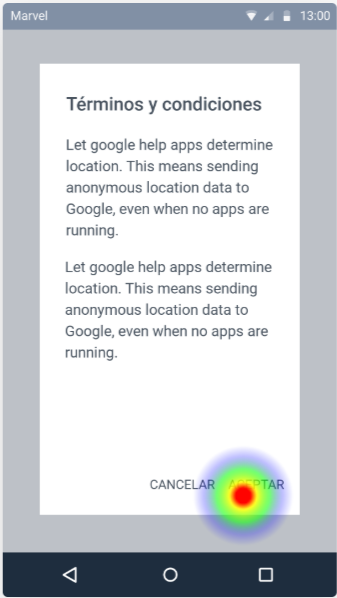 Marvel 13:00
Términos y condiciones
Let google help apps determine
location. This means sending
anonymous location data to
Google, even when no apps are
running.
Let google help apps determine
location. This means sending
anonymous location data to
Google, even when no apps are
running.
CANCELAR ACEPTAR